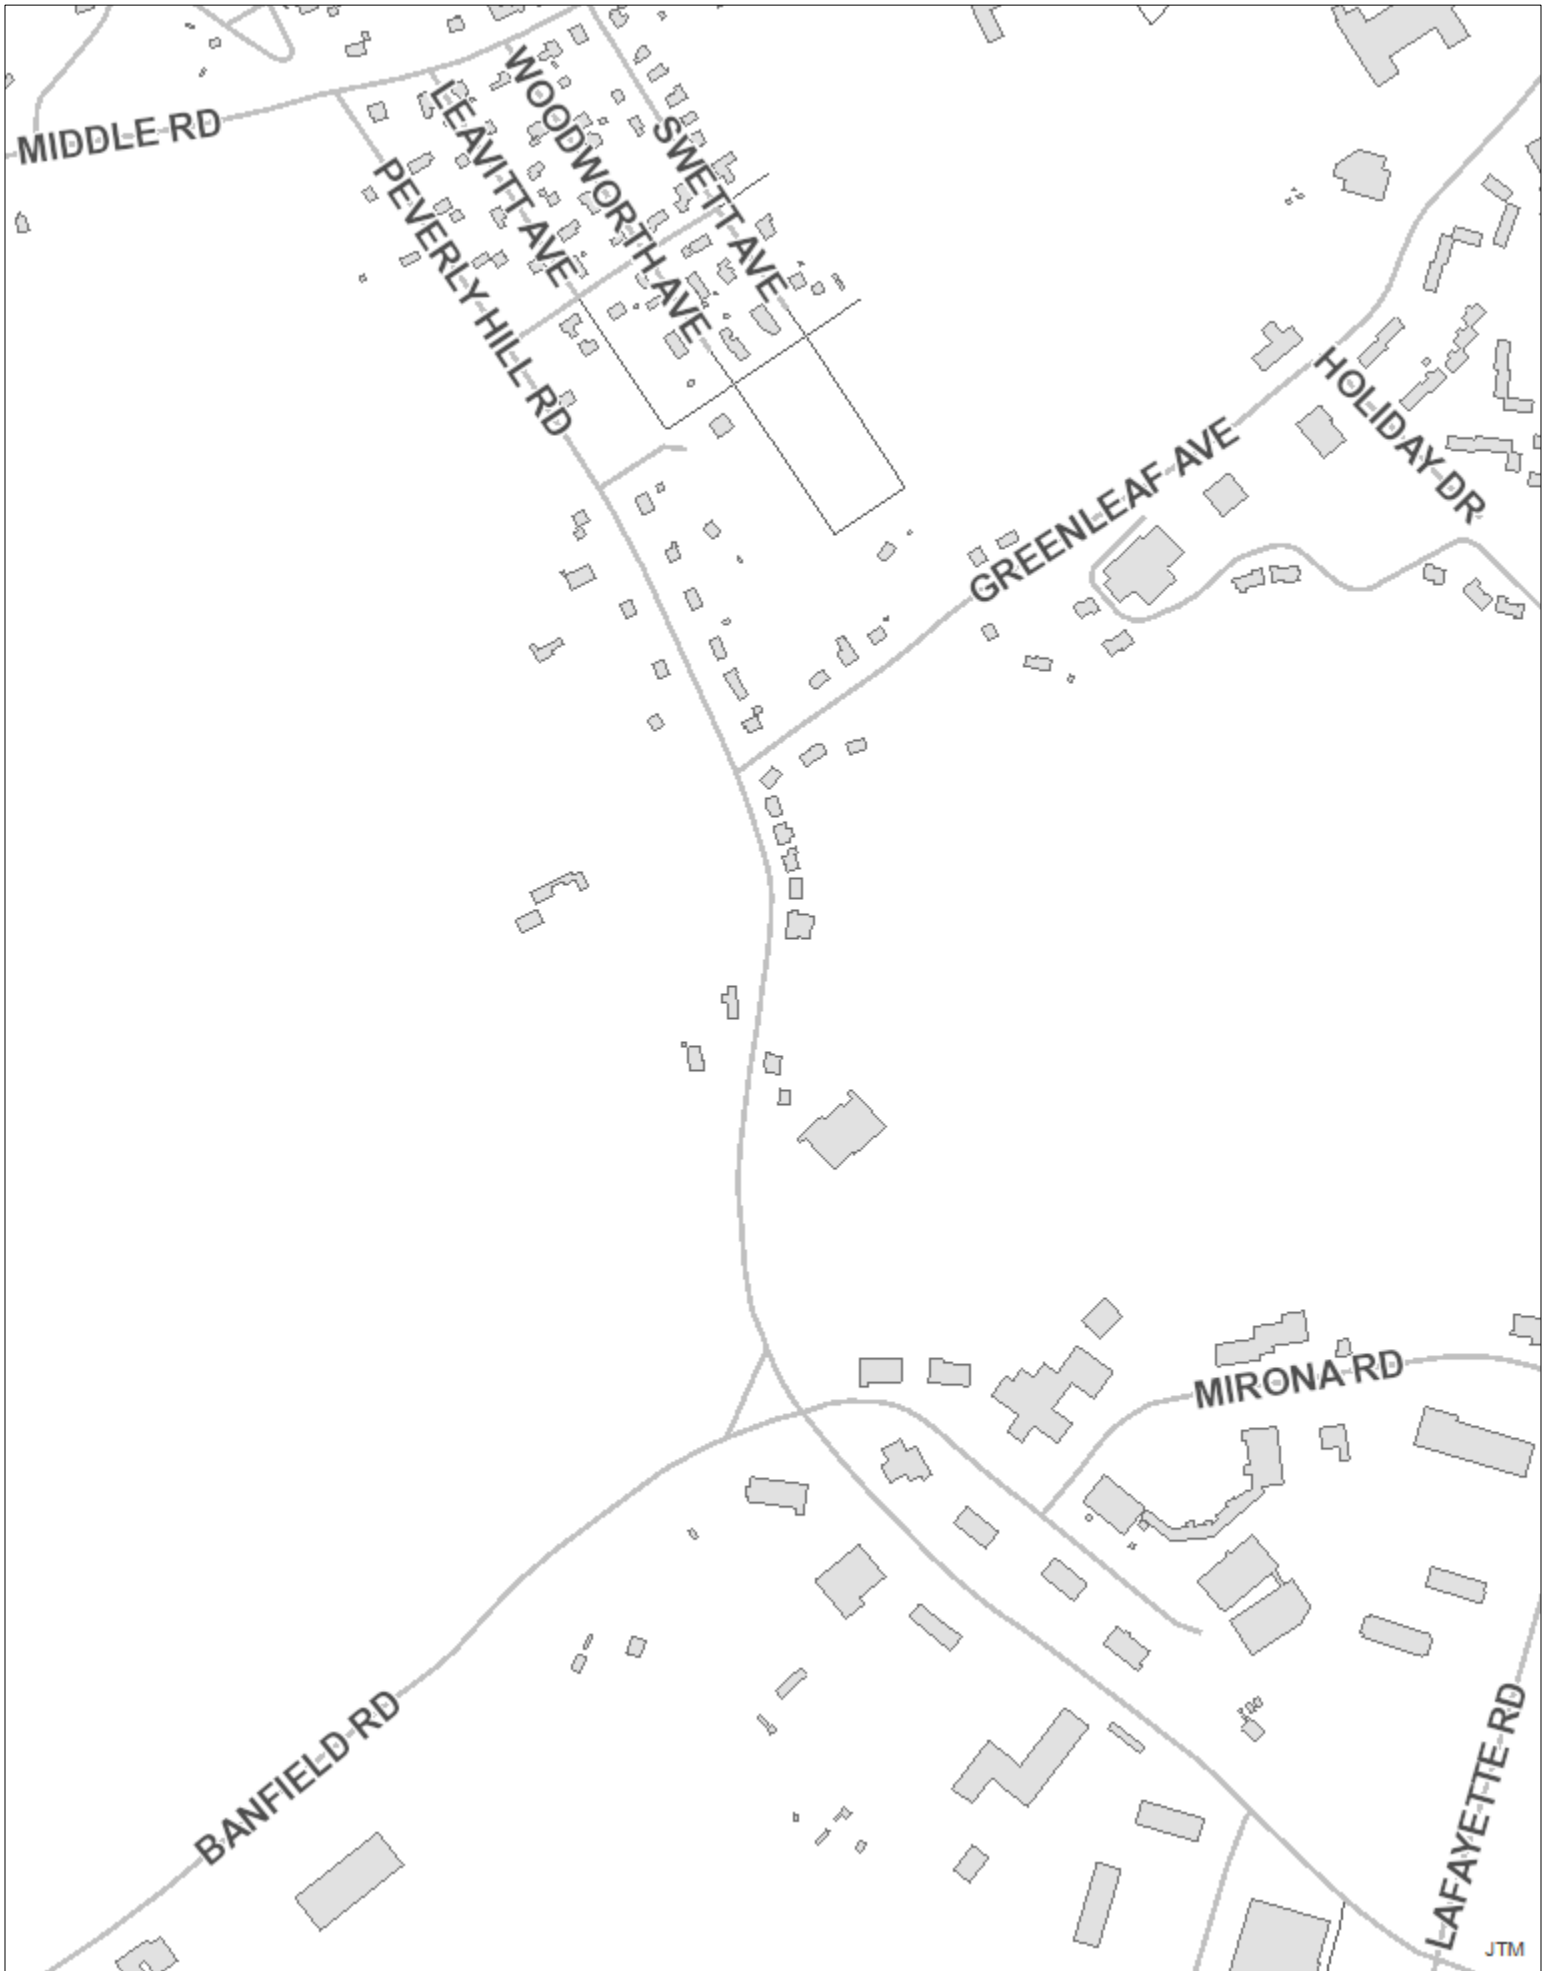 WOODWORTH AVE
LEAVITT AVE
MIDDLE RD
SWETT AVE
PEVERLY HILL RD
HOLIDAY DR
GREENLEAF AVE
MIRONA RD
BANFIELD RD
LAFAYETTE RD
JTM